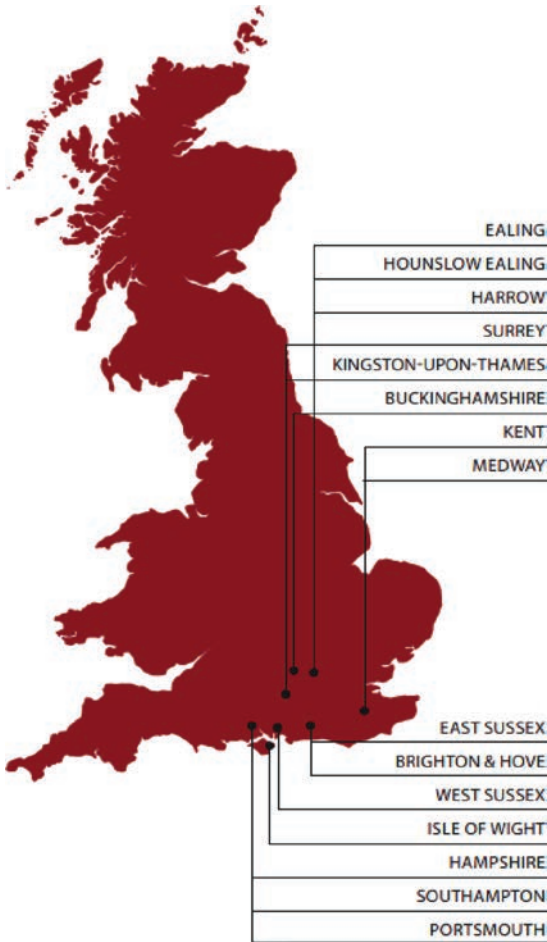 EALING
HOUNSLOW EALING
HARROW
SURREY
KINGSTON-UPON-THAMES
BUCKINGHAMSHIRE
KENT
MEDWAY
EAST SUSSEX
BRIGHTON & HOVE
WEST SUSSEX
ISLE OF WIGHT
HAMPSHIRE
SOUTHAMPTON
PORTSMOUTH